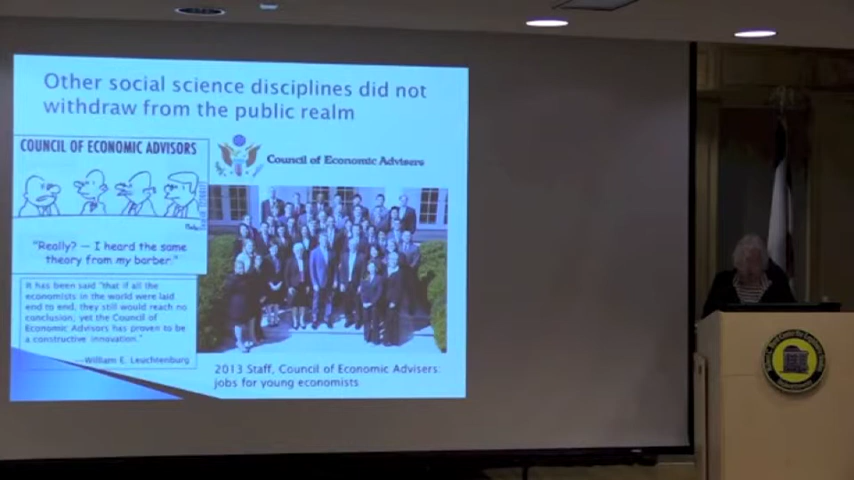 Other social science disciplines did not
withdraw from the public realm
COUNCIL OF ECONOMIC ADVISORS
Council of Economic Advisers
"Really? — I heard the same
theory from my barber."
It has been said "that if all the
economists in the world were laid
end to end, they still would reach no
conclusion; yet the Council of
Economic Advisors has proven to be
a constructive innovation."
—William E. Leuchtenburg
2013 Staff, Council of Economic Advisers:
jobs for young economists